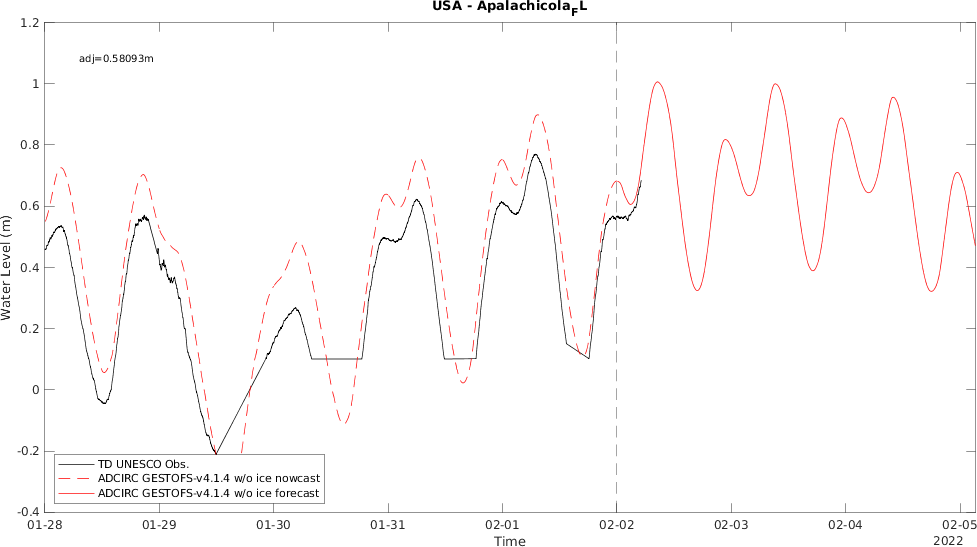 USA - Apalachicola_FL
adj=0.58093m
Water Level (m)
1.2
1
0.8
0.6
0.4
0.2
0
-0.2
-0.4
TD UNESCO Obs.
ADCIRC GESTOFS-v4.1.4 w/o ice nowcast
ADCIRC GESTOFS-v4.1.4 w/o ice forecast
01-28 01-29 01-30 01-31 02-01 02-02 02-03 02-04 02-05
Time
2022